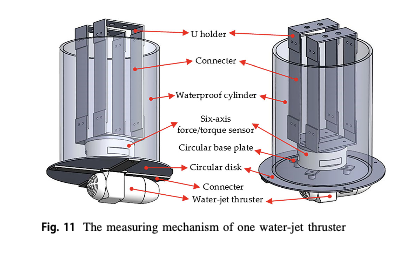 U holder
Connecter
Waterproof cylinder
Six-axis
force/torque sensor
Circular base plate
Circular disk
Connecter
Water-jet thruster
Fig. 11 The measuring mechanism of one water-jet thruster